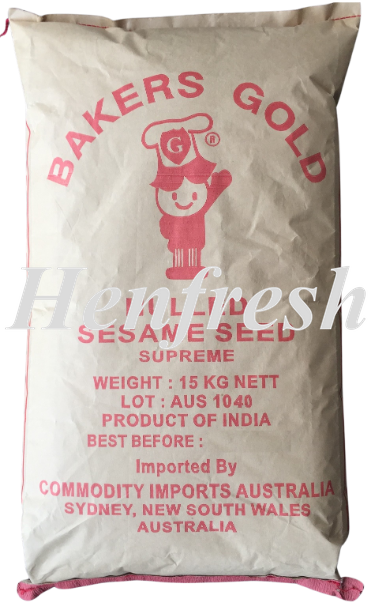 BAKERS GOLD
G ®
Henfresh
SESAME SEED
SUPREME
WEIGHT : 15 KG NETT
LOT : AUS 1040
PRODUCT OF INDIA
BEST BEFORE :
Imported By
COMMODITY IMPORTS AUSTRALIA
SYDNEY, NEW SOUTH WALES
AUSTRALIA